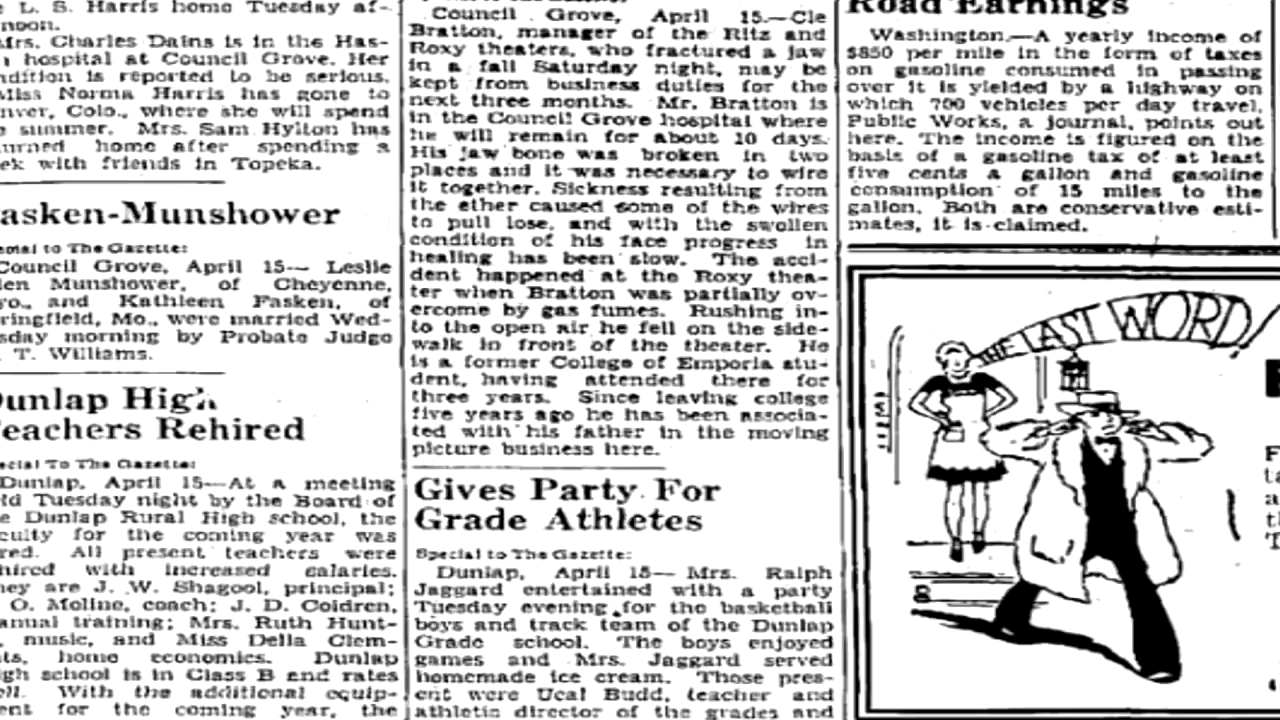 L. S. Harris home Tuesday af-
noon.
Mrs. Charles Dains is in the Has-
hospital at Council Grove. Her
ndition is reported to be serious.
Miss Norma Harris has gone to
nver, Colo., where she will spend
summer. Mrs. Sam Hylton has
urned home after spending a
ek with friends in Topeka.
asken-Munshower
ecial to The Gazette:
Council Grove, April 15— Leslie
len Munshower, of Cheyenne,
yo., and Kathleen Fasken, of
ringfield, Mo., were married Wed-
sday morning by Probate Judge
T. Williams.
Dunlap High
Teachers Rehired
ecial To The Gazette:
Dunlap, April 15—At a meeting
ld Tuesday night by the Board of
e Dunlap Rural High school, the
culty for the coming year was
red. All present teachers were
hired with increased salaries.
hey are J. W. Shagool, principal;
O. Moline, coach; J. D. Coldren,
anual training; Mrs. Ruth Hunt-
, music, and Miss Della Clem-
ts, home economics. Dunlap
igh school is in Class B and rates
ell. With the additional equip-
ent for the coming year, the
Council Grove, April 15.—Cle
Bratton, manager of the Ritz and
Roxy theaters, who fractured a jaw
in a fall Saturday night, may be
kept from business duties for the
next three months. Mr. Bratton is
in the Council Grove hospital where
he will remain for about 10 days.
His jaw bone was broken in two
places and it was necessary to wire
it together. Sickness resulting from
the ether caused some of the wires
to pull lose, and with the swollen
condition of his face progress in
healing has been slow. The acci-
dent happened at the Roxy thea-
ter when Bratton was partially ov-
ercome by gas fumes. Rushing in-
to the open air he fell on the side-
walk in front of the theater. He
is a former College of Emporia stu-
dent, having attended there for
three years. Since leaving college
five years ago he has been associa-
ted with his father in the moving
picture business here.
Gives Party For
Grade Athletes
Special to The Gazette:
Dunlap, April 15— Mrs. Ralph
Jaggard entertained with a party
Tuesday evening for the basketball
boys and track team of the Dunlap
Grade school. The boys enjoyed
games and Mrs. Jaggard served
homemade ice cream. Those pres-
ent were Ucal Budd, teacher and
athletic director of the grades and
Road Earnings
Washington.—A yearly income of
$850 per mile in the form of taxes
on gasoline consumed in passing
over it is yielded by a highway on
which 700 vehicles per day travel,
Public Works, a journal, points out
here. The income is figured on the
basis of a gasoline tax of at least
five cents a gallon and gasoline
consumption of 15 miles to the
gallon. Both are conservative esti-
mates, it is claimed.
THE LAST WORD!